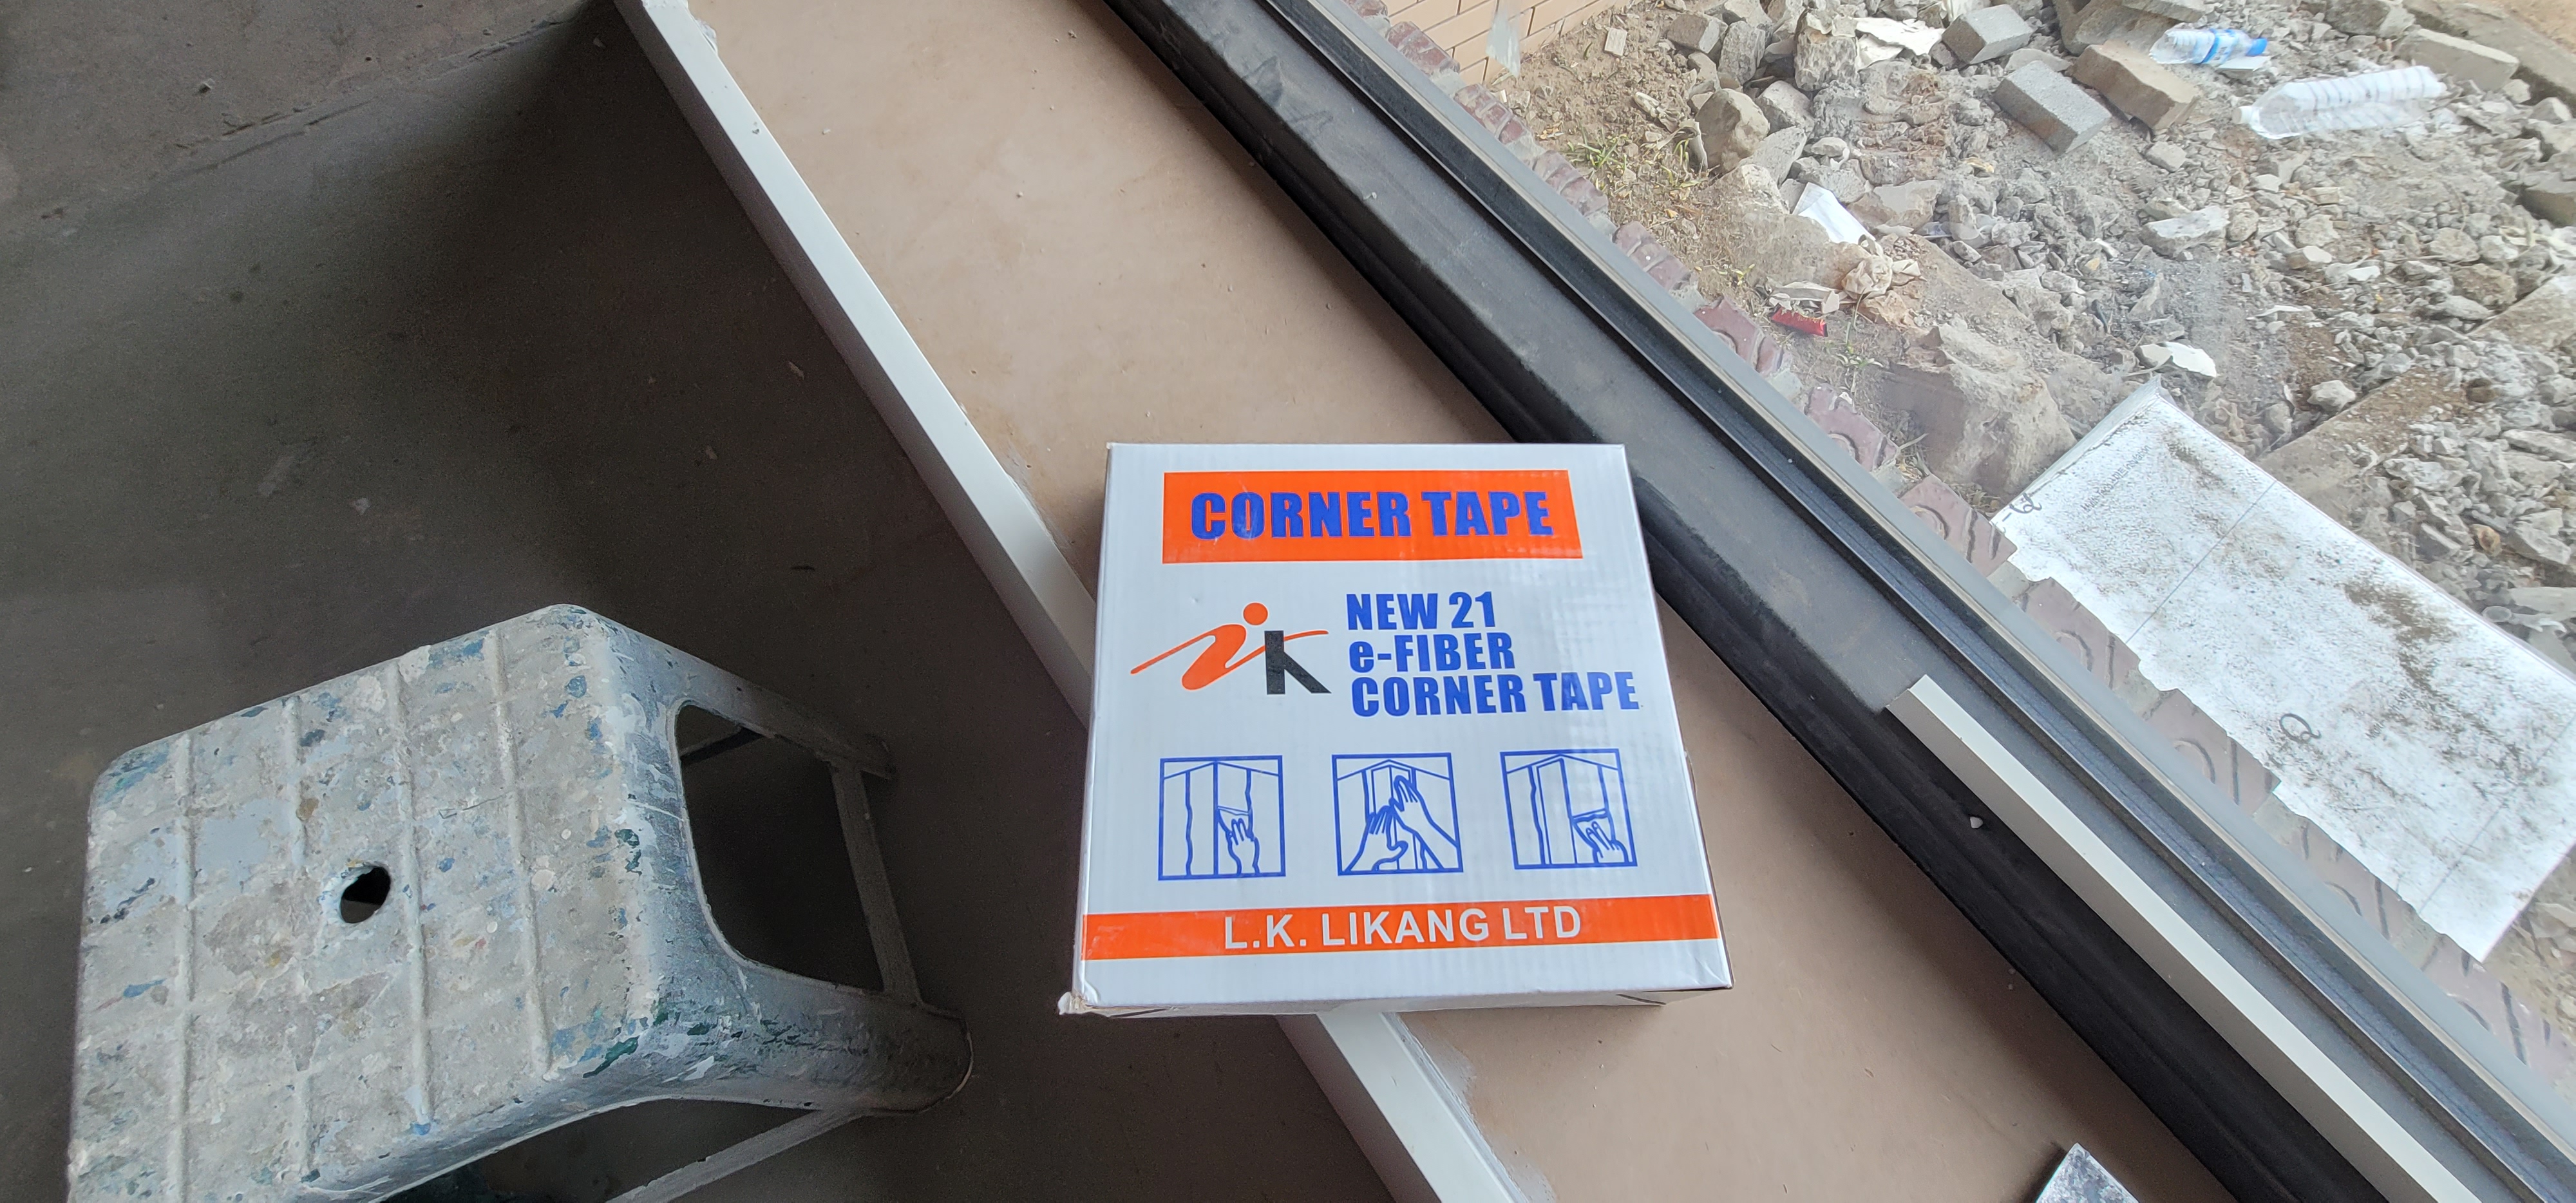 CORNER TAPE
K
NEW 21
e-FIBER
CORNER TAPE
L.K. LIKANG LTD
Q